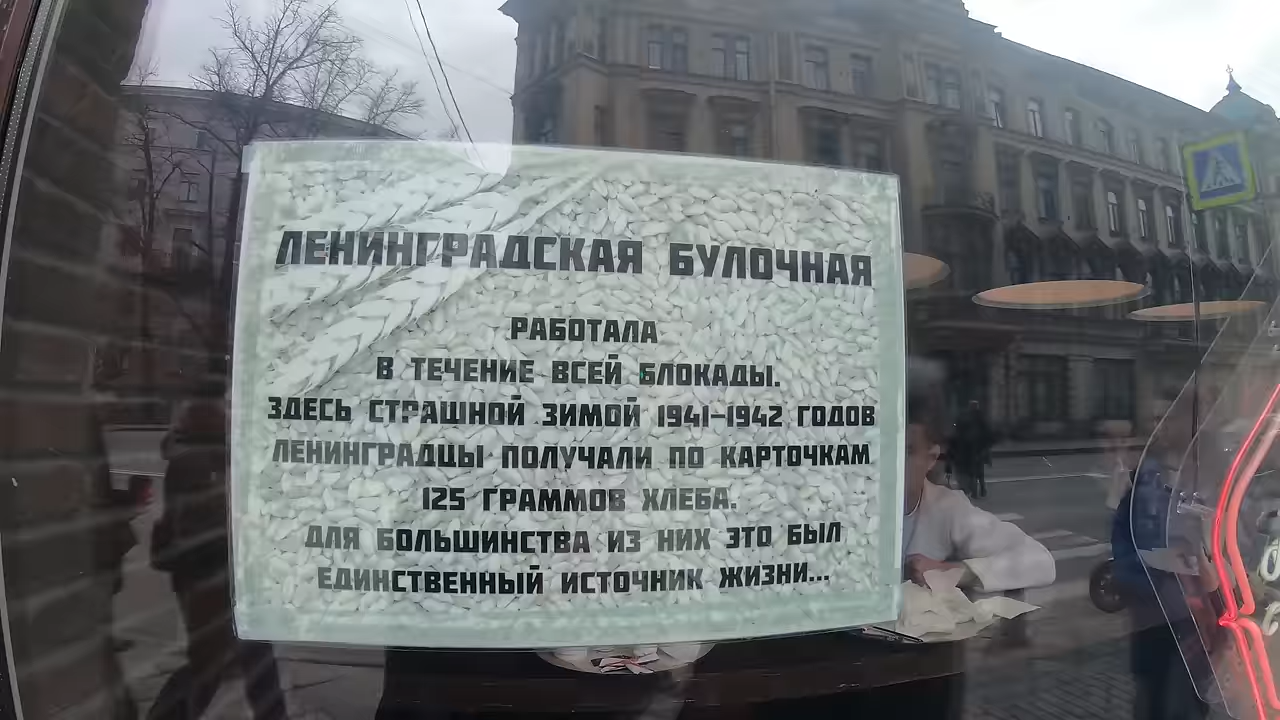 ЛЕНИНГРАДСКАЯ БУЛОЧНАЯ
РАБОТАЛА
В ТЕЧЕНИЕ ВСЕЙ БЛОКАДЫ.
ЗДЕСЬ СТРАШНОЙ ЗИМОЙ 1941-1942 ГОДОВ
ЛЕНИНГРАДЦЫ ПОЛУЧАЛИ ПО КАРТОЧКАМ
125 ГРАММОВ ХЛЕБА.
ДЛЯ БОЛЬШИНСТВА ИЗ НИХ ЭТО БЫЛ
ЕДИНСТВЕННЫЙ ИСТОЧНИК ЖИЗНИ...